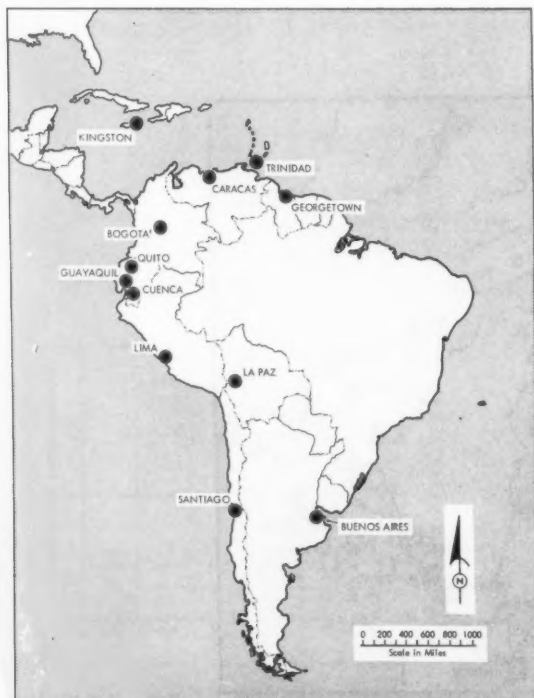 KINGSTON
TRINIDAD
CARACAS
GEORGETOWN
BOGOTA'
QUITO
GUAYAQUIL
CUENCA
LIMA
LA PAZ
SANTIAGO
BUENOS AIRES
N
0 200 400 600 800 1000
Scale in Miles